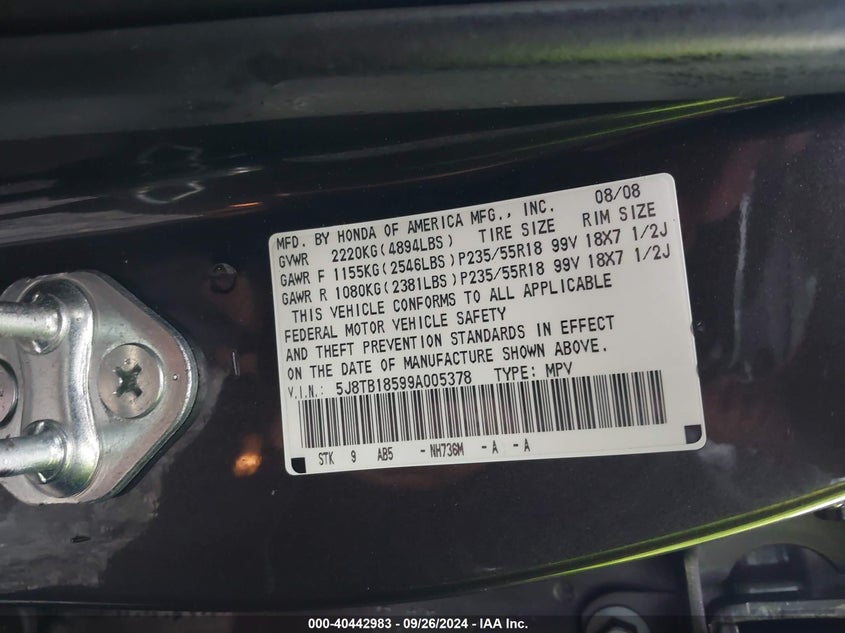 MFD. BY HONDA OF AMERICA MFG., INC. 08/08
GVWR 2220KG(4894LBS) TIRE SIZE RIM SIZE
GAWR F 1155KG(2546LBS)P235/55R18 99V 18X7 1/2J
GAWR R 1080KG(2381LBS)P235/55R18 99V 18X7 1/2J
THIS VEHICLE CONFORMS TO ALL APPLICABLE
FEDERAL MOTOR VEHICLE SAFETY
AND THEFT PREVENTION STANDARDS IN EFFECT
ON THE DATE OF MANUFACTURE SHOWN ABOVE.
V.I.N.: 5J8TB18599A005378 TYPE: MPV
STK 9 AB5 -NH736M -A -A
000-40442983 - 09/26/2024 - IAA Inc.